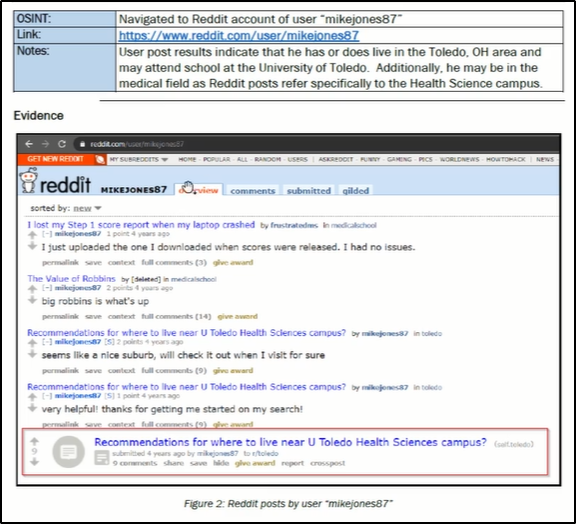 OSINT: Navigated to Reddit account of user “mikejones87”
Link: https://www.reddit.com/user/mikejones87
Notes: User post results indicate that he has or does live in the Toledo, OH area and
may attend school at the University of Toledo. Additionally, he may be in the
medical field as Reddit posts refer specifically to the Health Science campus.
Evidence
reddit.com/user/mikejones87
GET NEW REDDIT MY SUBREDDITS HOME - POPULAR - ALL - RANDOM - USERS | ASKREDDIT - FUNNY - GAMING - PICS - WORLDNEWS - HOWTOHACK | NEWS -
reddit MIKEJONES87 overview comments submitted gilded
sorted by: new
I lost my Step 1 score report when my laptop crashed by frustratedms in medicalschool
[-] mikejones87 1 point 4 years ago
I just uploaded the one I downloaded when scores were released. I had no issues.
permalink save context full comments (3) give award
The Value of Robbins by [deleted] in medicalschool
[-] mikejones87 2 points 4 years ago
big robbins is what's up
permalink save context full comments (14) give award
Recommendations for where to live near U Toledo Health Sciences campus? by mikejones87 in toledo
[-] mikejones87 [S] 2 points 4 years ago
seems like a nice suburb, will check it out when I visit for sure
permalink save context full comments (9) give award
Recommendations for where to live near U Toledo Health Sciences campus? by mikejones87 in toledo
[-] mikejones87 [S] 1 point 4 years ago
very helpful! thanks for getting me started on my search!
permalink save context full comments (9) give award
9 Recommendations for where to live near U Toledo Health Sciences campus? (self.toledo)
submitted 4 years ago by mikejones87 to r/toledo
9 comments share save hide give award report crosspost
Figure 2: Reddit posts by user “mikejones87”